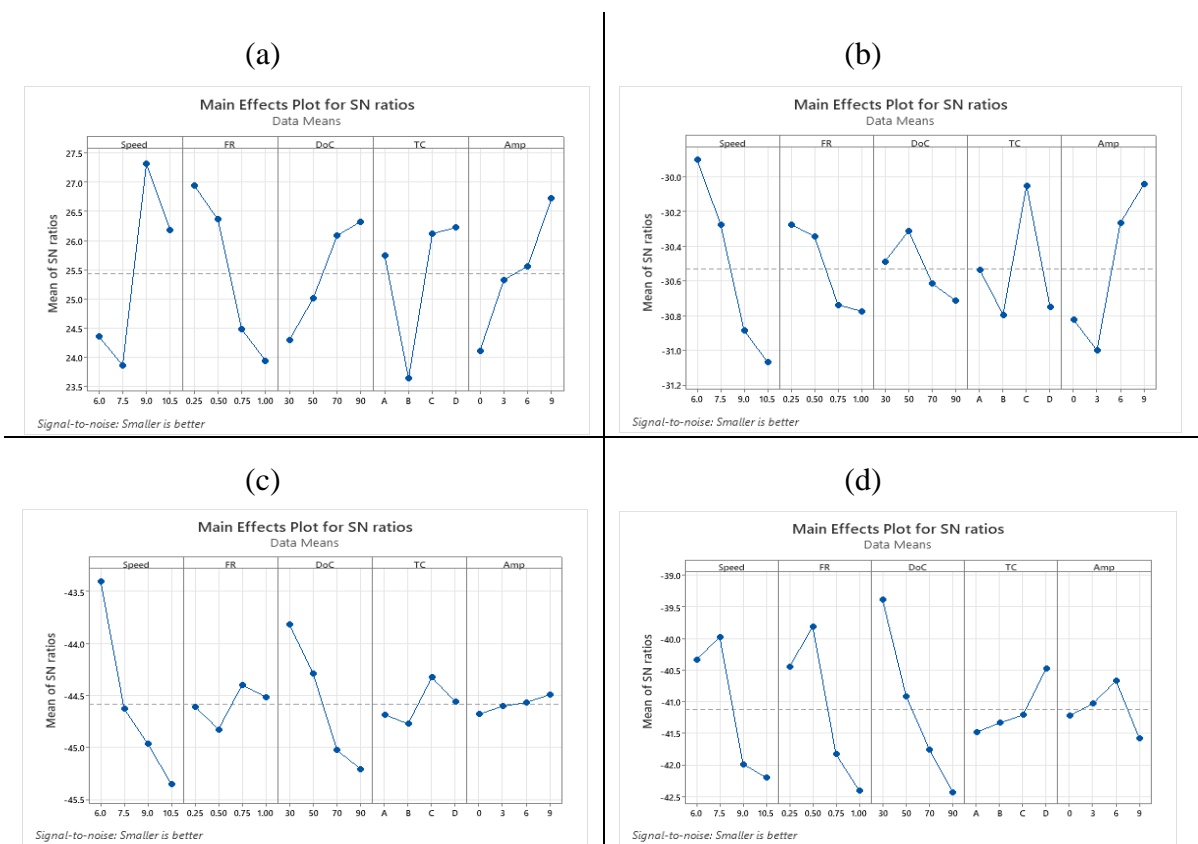 (a)
Main Effects Plot for SN ratios
Data Means
Speed FR DoC TC Amp
Mean of SN ratios
27.5
27.0
26.5
26.0
25.5
25.0
24.5
24.0
23.5
6.0 7.5 9.0 10.5 0.25 0.50 0.75 1.00 30 50 70 90 A B C D 0 3 6 9
Signal-to-noise: Smaller is better
(b)
Main Effects Plot for SN ratios
Data Means
Speed FR DoC TC Amp
Mean of SN ratios
-30.0
-30.2
-30.4
-30.6
-30.8
-31.0
-31.2
6.0 7.5 9.0 10.5 0.25 0.50 0.75 1.00 30 50 70 90 A B C D 0 3 6 9
Signal-to-noise: Smaller is better
(c)
Main Effects Plot for SN ratios
Data Means
Speed FR DoC TC Amp
Mean of SN ratios
-43.5
-44.0
-44.5
-45.0
-45.5
6.0 7.5 9.0 10.5 0.25 0.50 0.75 1.00 30 50 70 90 A B C D 0 3 6 9
Signal-to-noise: Smaller is better
(d)
Main Effects Plot for SN ratios
Data Means
Speed FR DoC TC Amp
Mean of SN ratios
-39.0
-39.5
-40.0
-40.5
-41.0
-41.5
-42.0
-42.5
6.0 7.5 9.0 10.5 0.25 0.50 0.75 1.00 30 50 70 90 A B C D 0 3 6 9
Signal-to-noise: Smaller is better